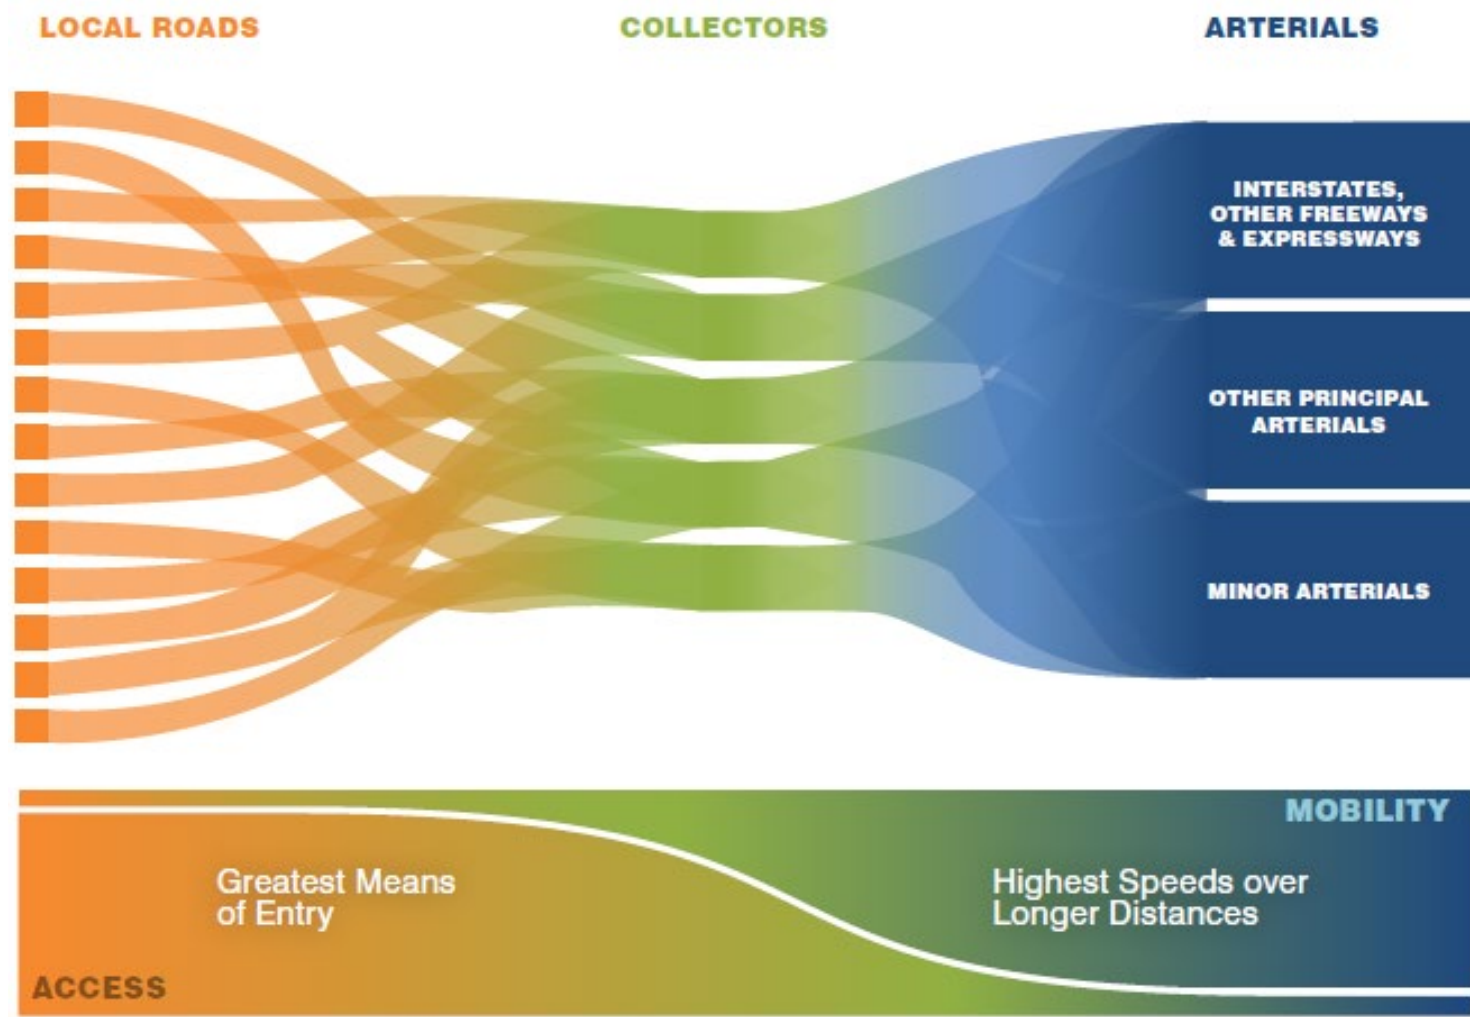 LOCAL ROADS
COLLECTORS
ARTERIALS
INTERSTATES,
OTHER FREEWAYS
& EXPRESSWAYS
OTHER PRINCIPAL
ARTERIALS
MINOR ARTERIALS
MOBILITY
Greatest Means
of Entry
Highest Speeds over
Longer Distances
ACCESS